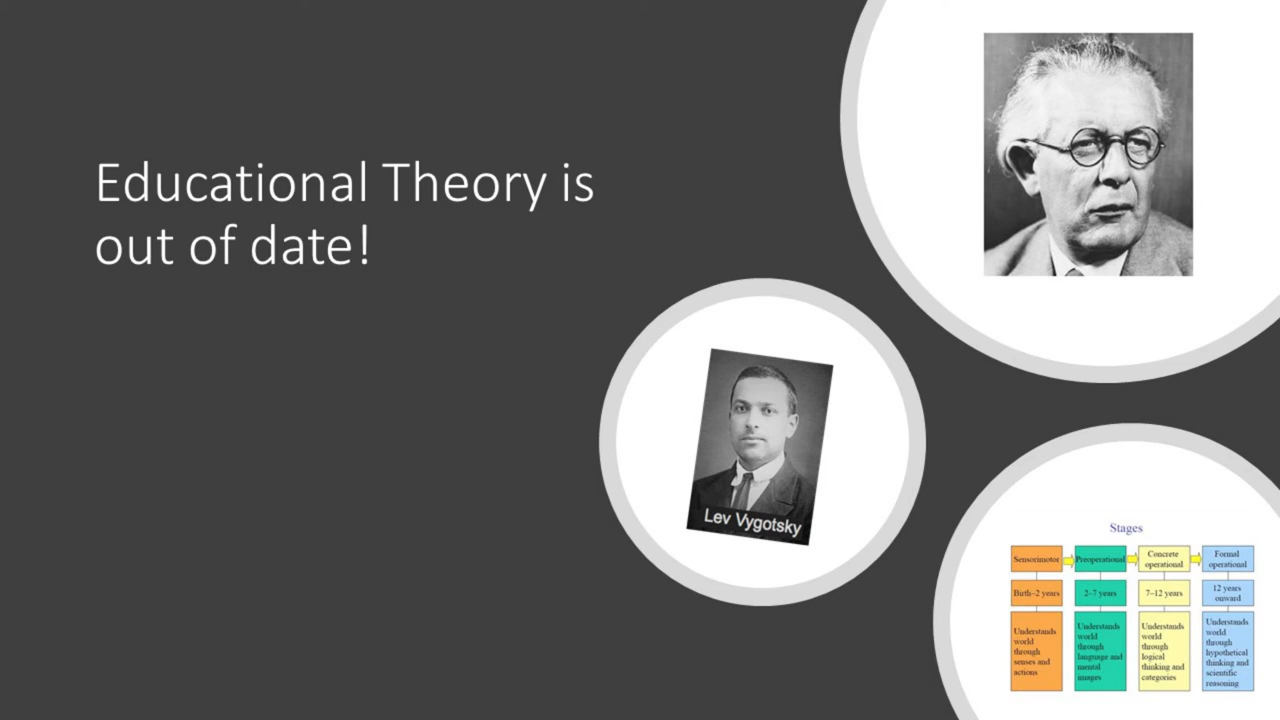 Educational Theory is
out of date!
Lev Vygotsky
Stages
Sensorimotor
Preoperational
Concrete
operational
Formal
operational
Birth–2 years
2–7 years
7–12 years
12 years
onward
Understands
world
through
senses and
actions
Understands
world
through
language and
mental
images
Understands
world
through
logical
thinking and
categories
Understands
world
through
hypothetical
thinking and
scientific
reasoning